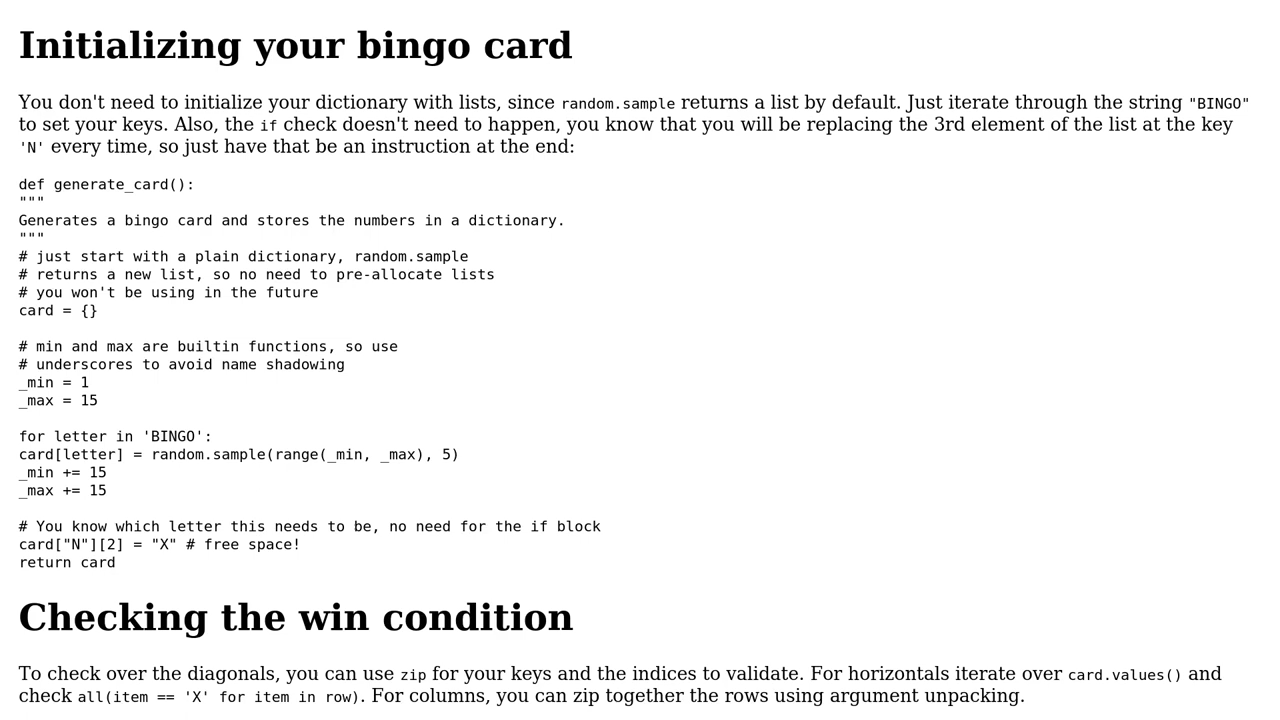 Initializing your bingo card
You don't need to initialize your dictionary with lists, since random.sample returns a list by default. Just iterate through the string "BINGO"
to set your keys. Also, the if check doesn't need to happen, you know that you will be replacing the 3rd element of the list at the key
'N' every time, so just have that be an instruction at the end:
def generate_card():
"""
Generates a bingo card and stores the numbers in a dictionary.
"""
# just start with a plain dictionary, random.sample
# returns a new list, so no need to pre-allocate lists
# you won't be using in the future
card = {}
# min and max are builtin functions, so use
# underscores to avoid name shadowing
_min = 1
_max = 15
for letter in 'BINGO':
card[letter] = random.sample(range(_min, _max), 5)
_min += 15
_max += 15
# You know which letter this needs to be, no need for the if block
card["N"][2] = "X" # free space!
return card
Checking the win condition
To check over the diagonals, you can use zip for your keys and the indices to validate. For horizontals iterate over card.values() and
check all(item == 'X' for item in row). For columns, you can zip together the rows using argument unpacking.